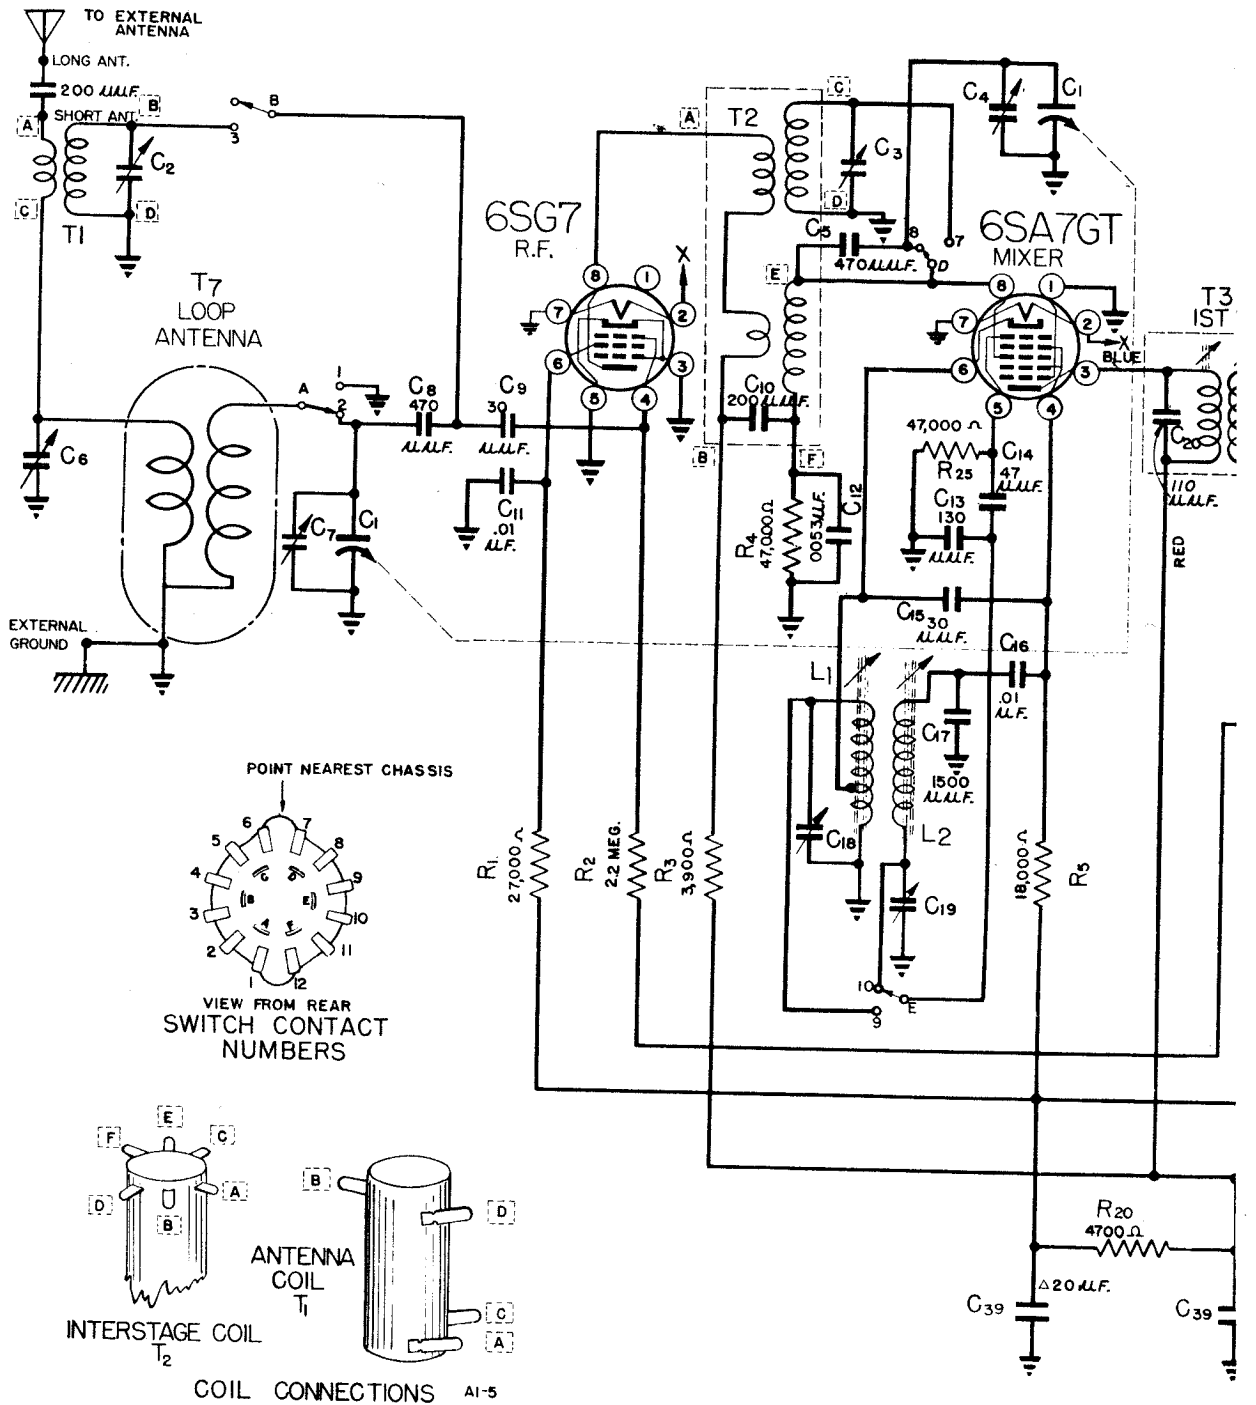 TO EXTERNAL
ANTENNA
LONG ANT.
200 µµF.
A
SHORT ANT.
B
B
3
C2
C
D
T1
T7
LOOP
ANTENNA
C6
A
1
2
C8
470
µµF.
C9
30
µµF.
C7
C1
C11
.01
µF.
EXTERNAL
GROUND
6SG7
R.F.
8
1
7
2
6
3
5
4
X
A
T2
C
C3
D
C5
470µµF.
8
7
D
E
C10
200µµF.
B
F
C12
.0053µF.
R4
47,000Ω
C4
C1
6SA7GT
MIXER
8
1
7
2
6
3
5
4
X
BLUE
T3
1ST
47,000 Ω
R25
C14
47
µµF.
C13
130
µµF.
C20
110
µµF.
RED
C15 30
µµF.
C16
.01
µF.
L1
C17
1500
µµF.
C18
L2
C19
10
E
9
R1
27,000Ω
R2
2.2 MEG.
R3
3,900Ω
18,000Ω
R5
POINT NEAREST CHASSIS
6
7
5
8
4
9
3
10
2
11
1
12
C
D
B
E
A
F
VIEW FROM REAR
SWITCH CONTACT
NUMBERS
E
F
C
D
A
B
INTERSTAGE COIL
T2
B
D
C
A
ANTENNA
COIL
T1
COIL CONNECTIONS A1-5
R20
4700Ω
△20µF.
C39
C39